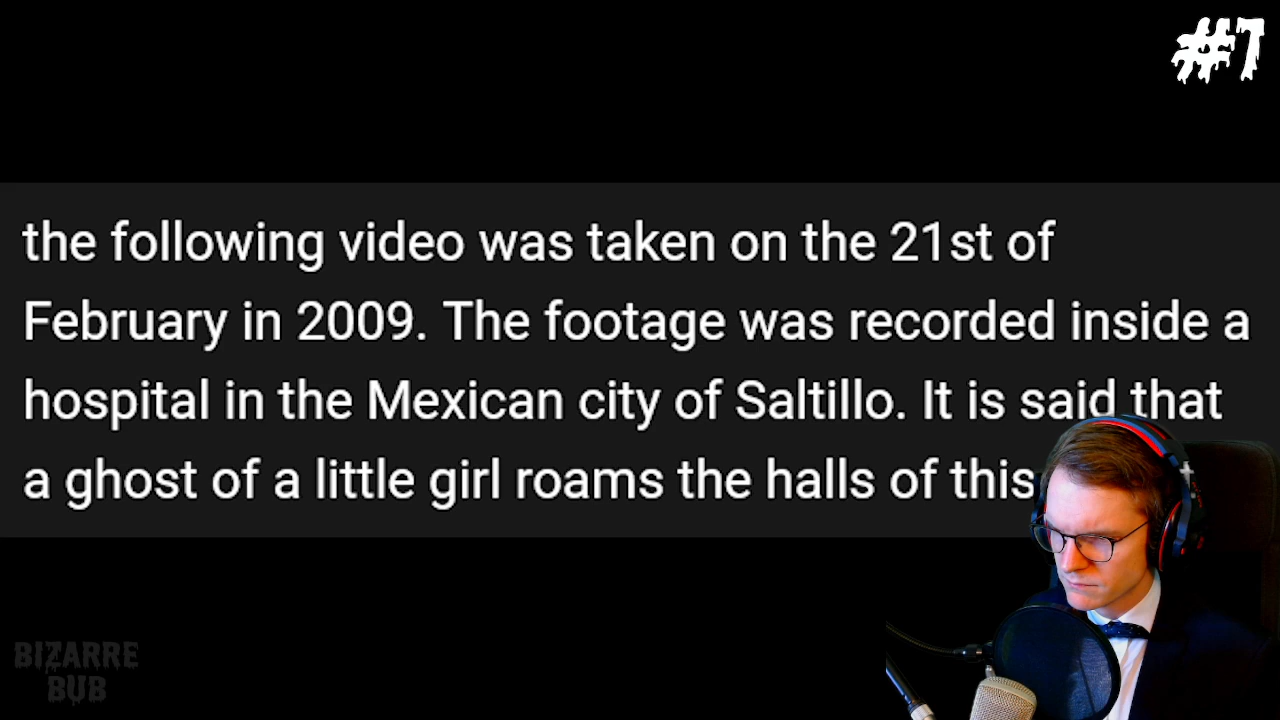 #7
the following video was taken on the 21st of
February in 2009. The footage was recorded inside a
hospital in the Mexican city of Saltillo. It is said that
a ghost of a little girl roams the halls of this
BIZARRE
BUB